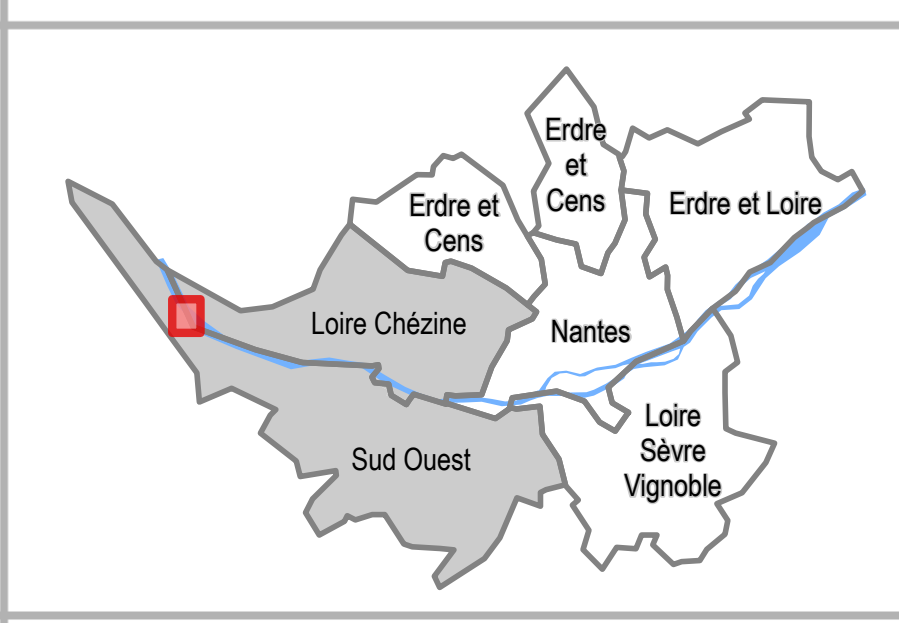 Erdre
et
Cens
Erdre et
Cens
Erdre et Loire
Loire Chézine
Nantes
Loire
Sèvre
Vignoble
Sud Ouest